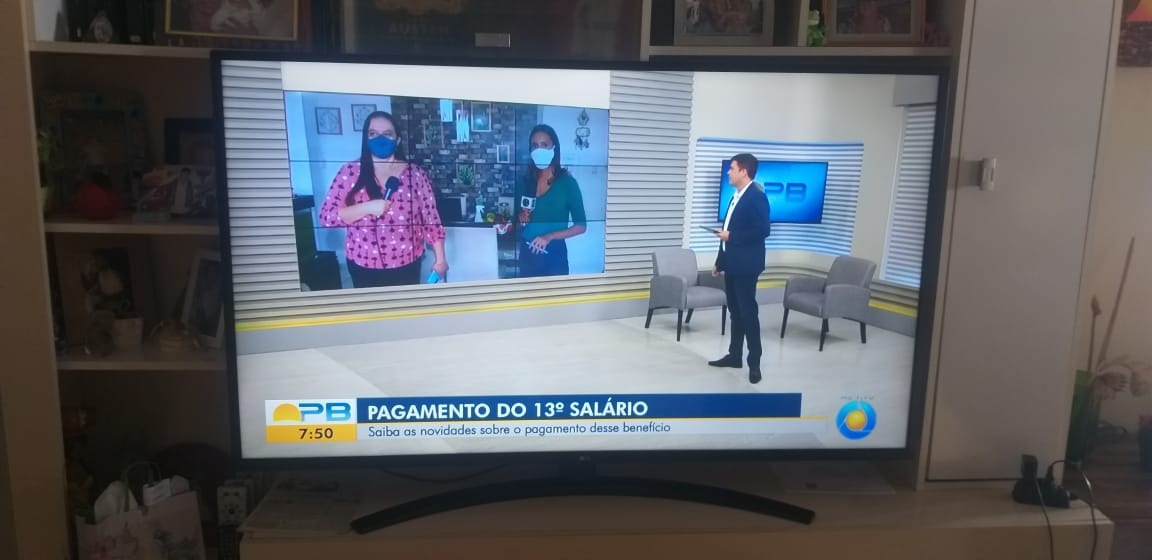 PB
PB
PAGAMENTO DO 13º SALÁRIO
7:50
Saiba as novidades sobre o pagamento desse benefício
LG